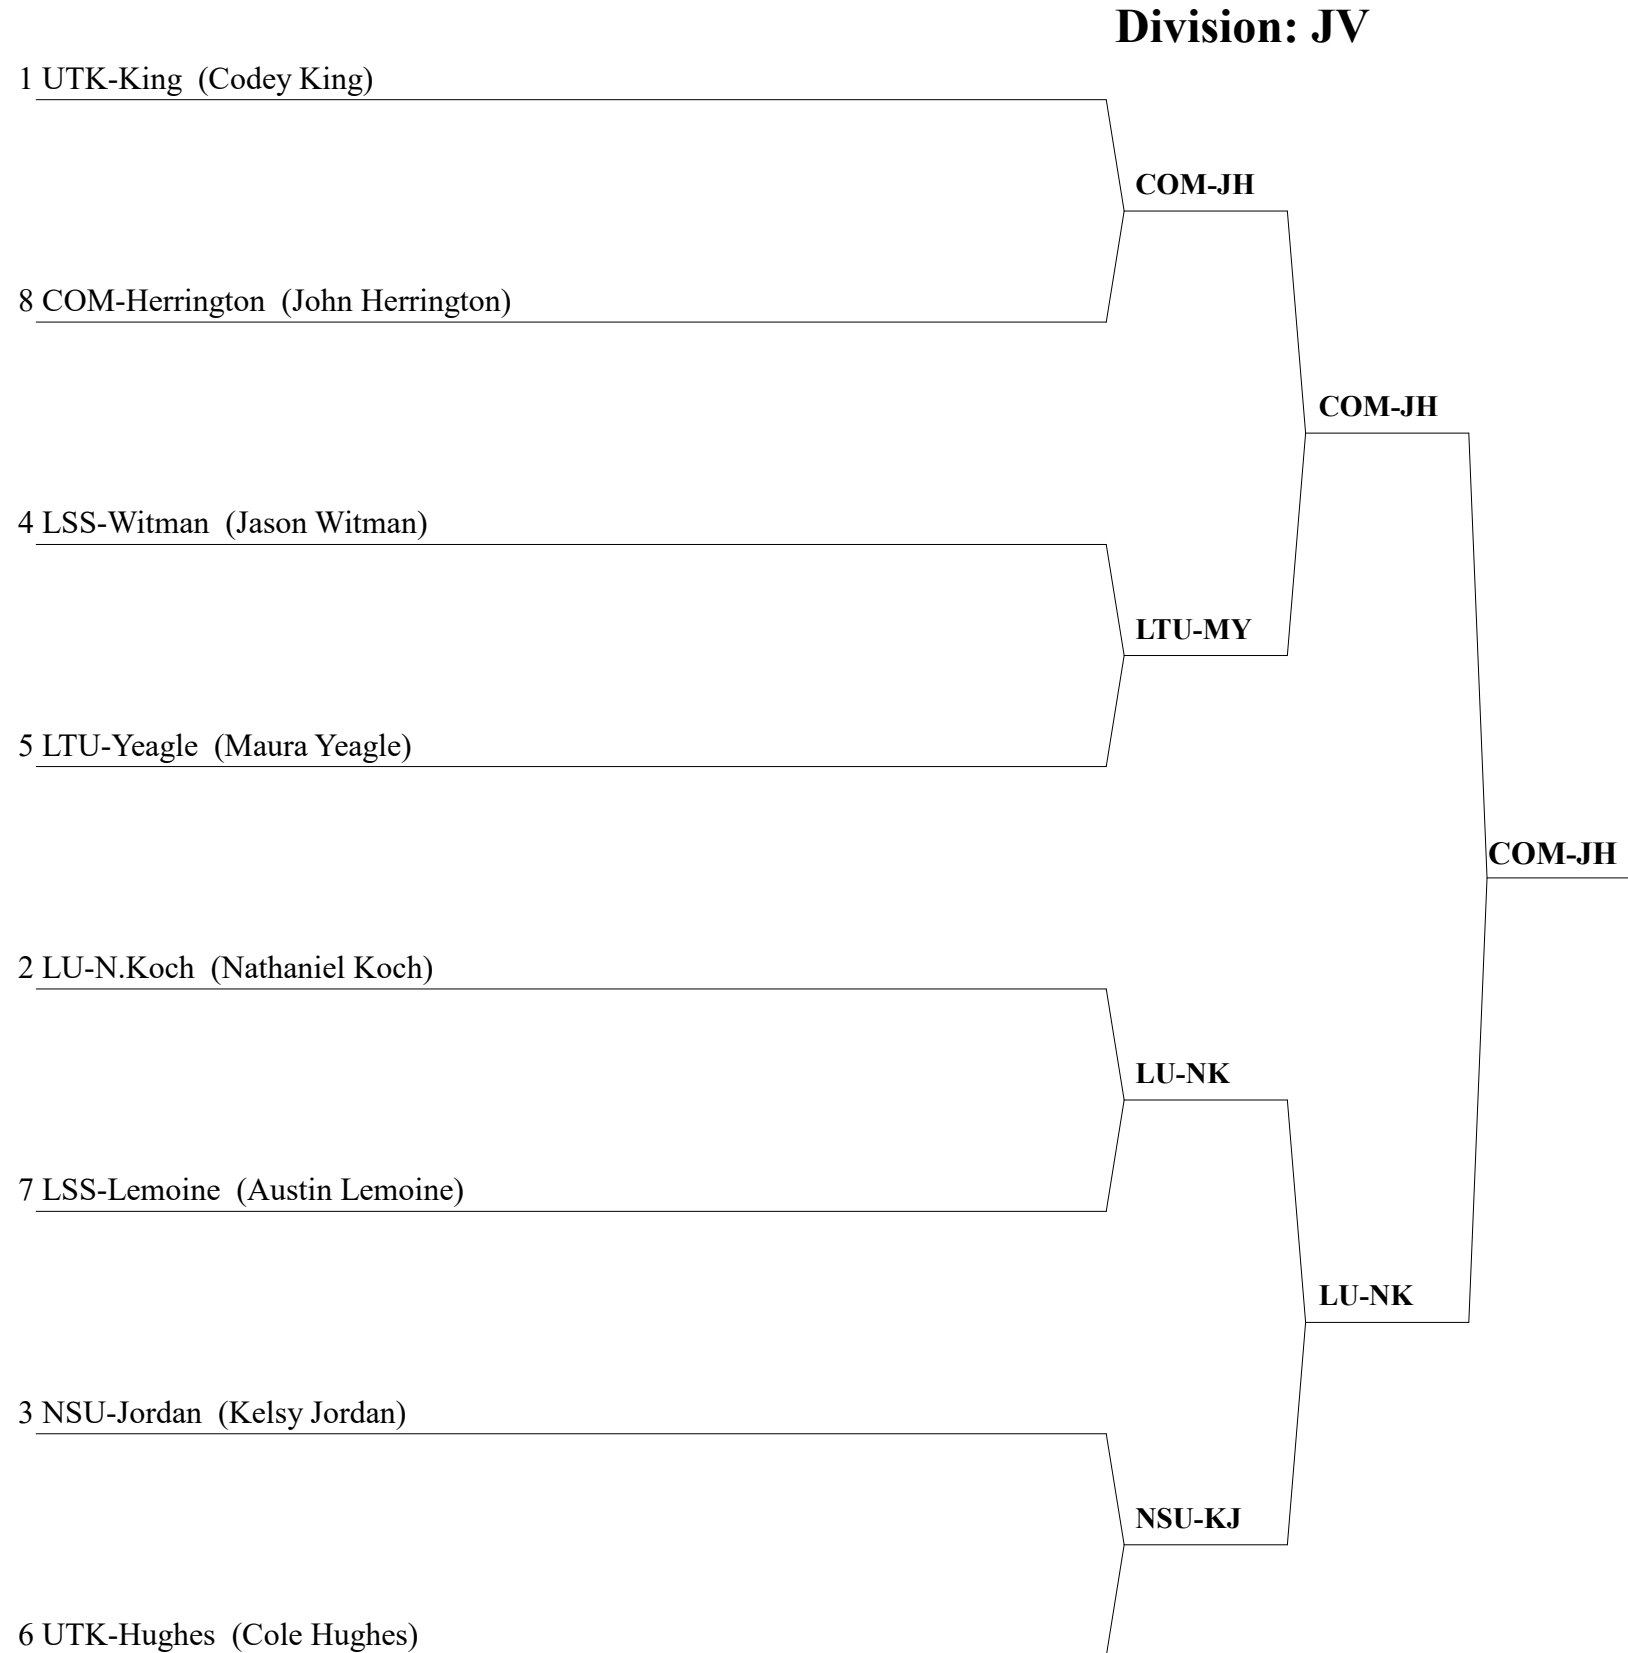 Division: JV
1 UTK-King (Codey King)
COM-JH
8 COM-Herrington (John Herrington)
COM-JH
4 LSS-Witman (Jason Witman)
LTU-MY
5 LTU-Yeagle (Maura Yeagle)
COM-JH
2 LU-N.Koch (Nathaniel Koch)
LU-NK
7 LSS-Lemoine (Austin Lemoine)
LU-NK
3 NSU-Jordan (Kelsy Jordan)
NSU-KJ
6 UTK-Hughes (Cole Hughes)